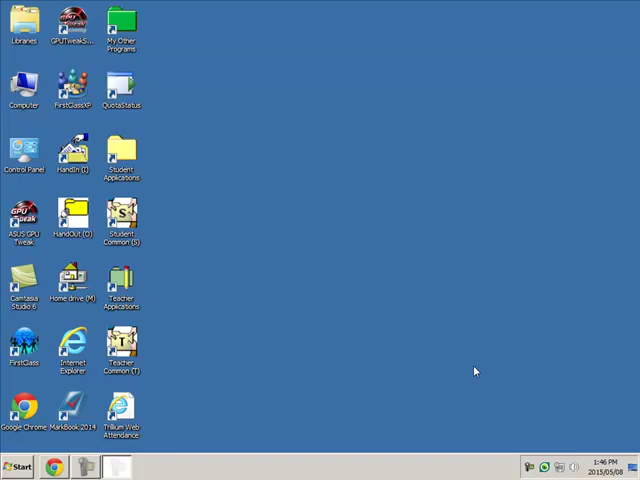 Libraries
GPUTweakS...
My Other
Programs
Computer
FirstClassXP
QuotaStatus
Control Panel
HandIn (I)
Student
Applications
GPU
Tweak
ASUS GPU
Tweak
HandOut (O)
S
Student
Common (S)
Camtasia
Studio 6
Home drive (M)
Teacher
Applications
FirstClass
Internet
Explorer
T
Teacher
Common (T)
Google Chrome
MarkBook 2014
Trillium Web
Attendance
Start
1:46 PM
2015/05/08